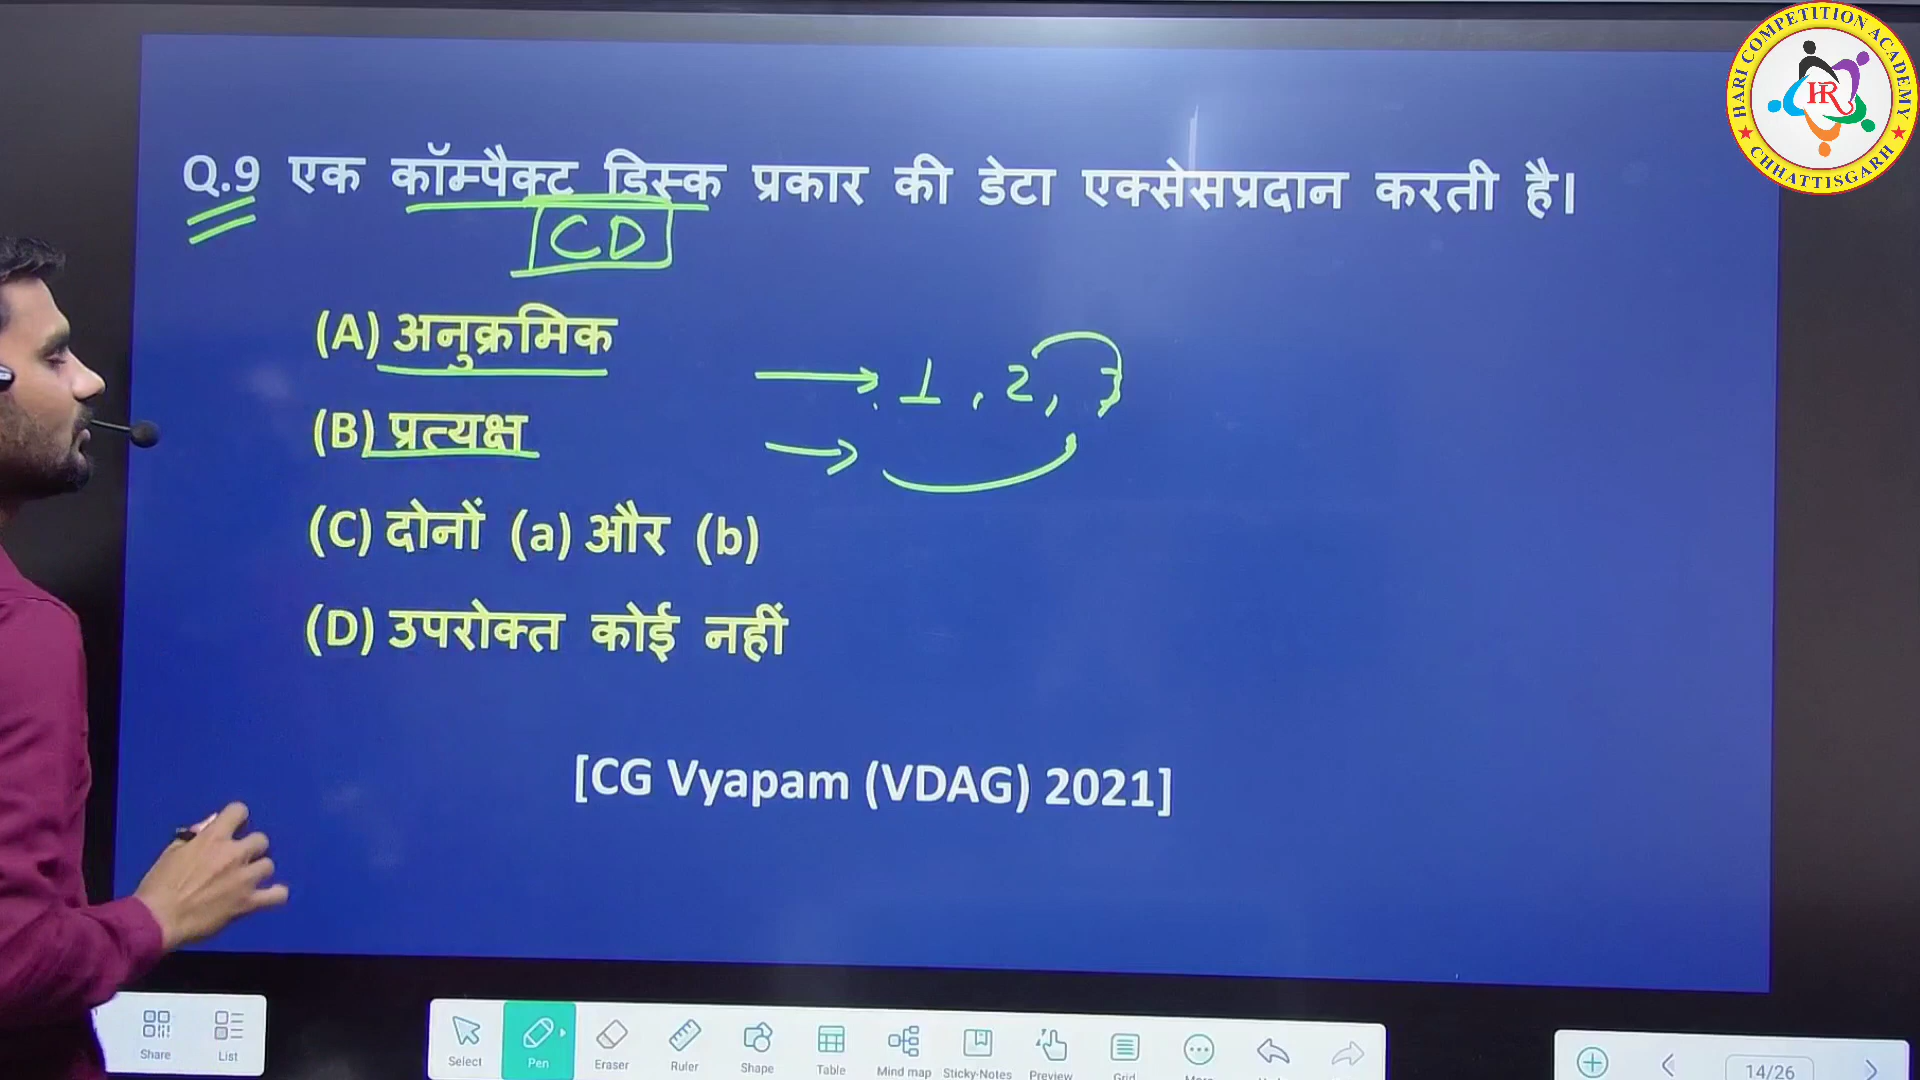 HARI COMPETITION ACADEMY
HR
CHHATTISGARH
Q.9 एक कॉम्पैक्ट डिस्क प्रकार की डेटा एक्सेसप्रदान करती है।
CD
(A) अनुक्रमिक
1, 2, 3
(B) प्रत्यक्ष
(C) दोनों (a) और (b)
(D) उपरोक्त कोई नहीं
[CG Vyapam (VDAG) 2021]
Share List Select Pen Eraser Ruler Shape Table Mind map Sticky-Notes Preview Grid 14/26